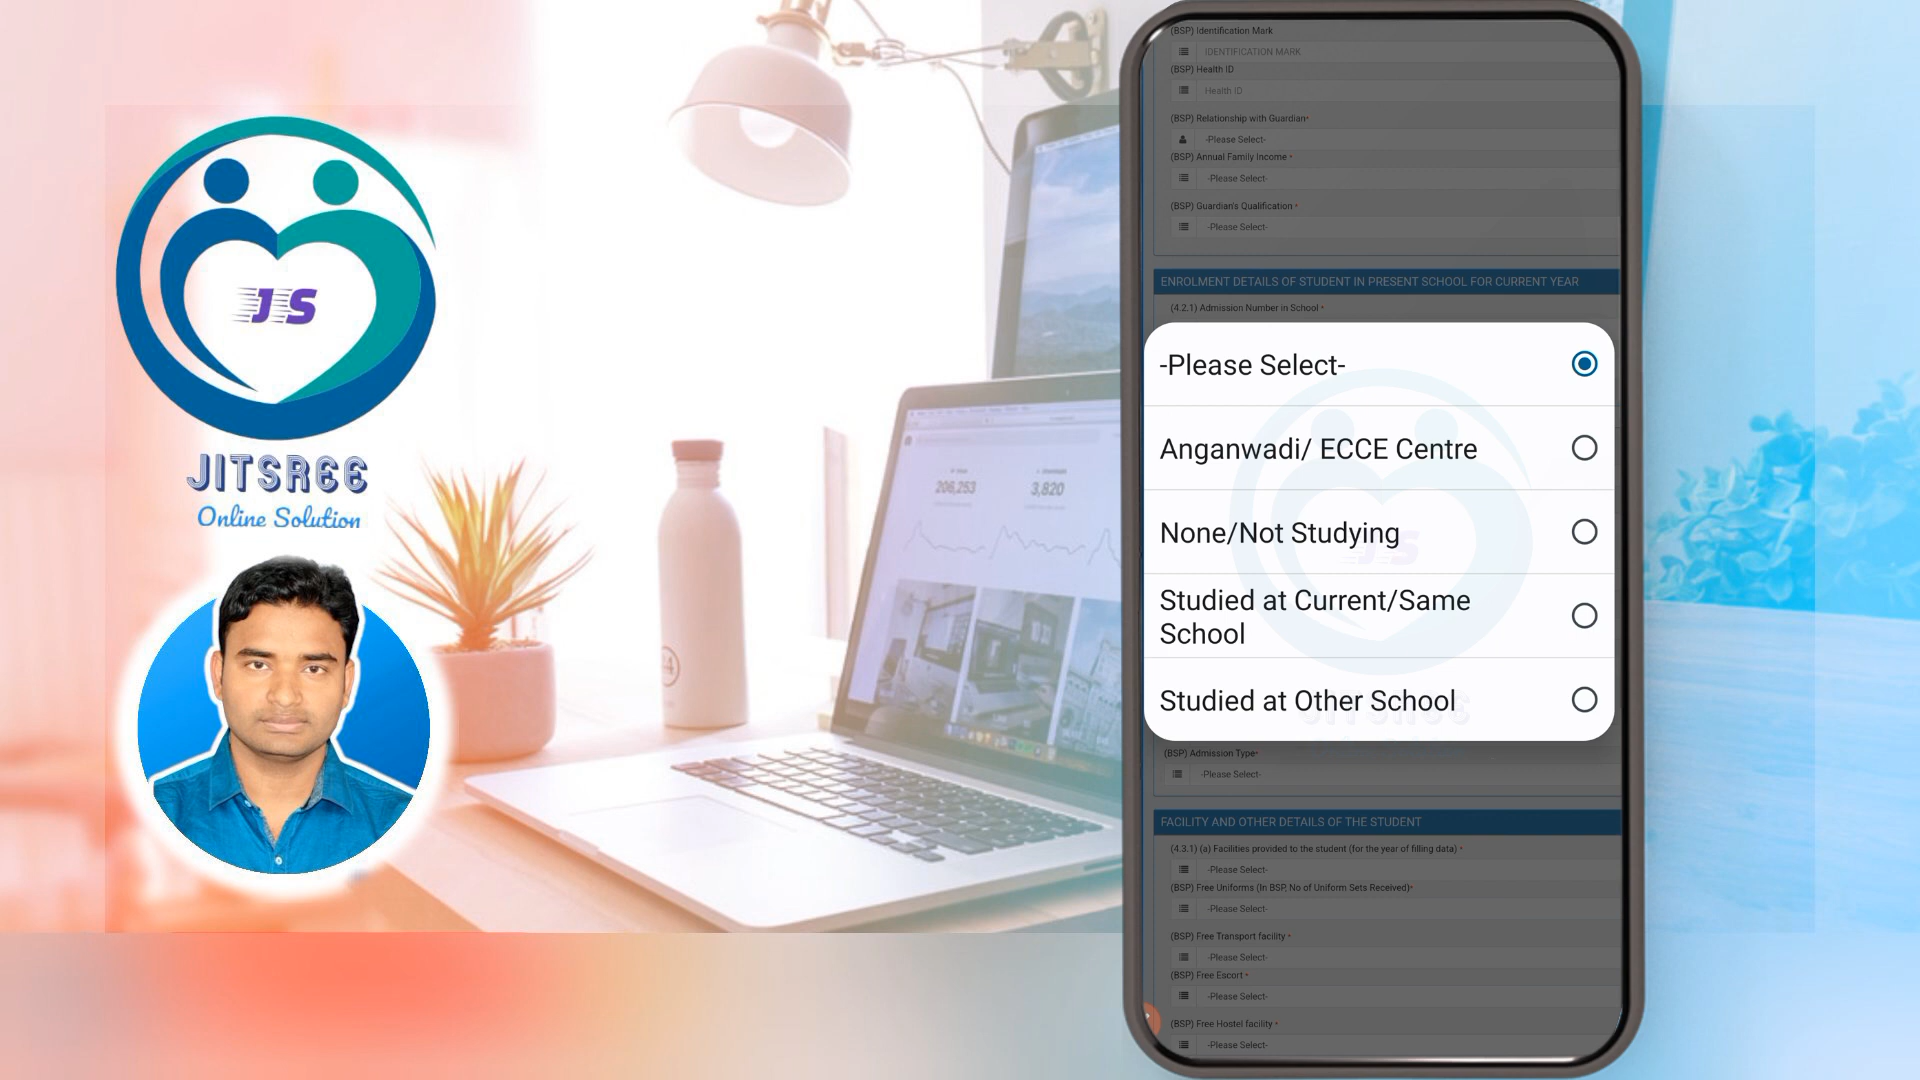 JS
JITSREE
Online Solution
206,253
3,820
(BSP) Identification Mark
IDENTIFICATION MARK
(BSP) Health ID
Health ID
(BSP) Relationship with Guardian*
-Please Select-
(BSP) Annual Family Income *
-Please Select-
(BSP) Guardian's Qualification *
-Please Select-
ENROLMENT DETAILS OF STUDENT IN PRESENT SCHOOL FOR CURRENT YEAR
(4.2.1) Admission Number in School *
-Please Select-
Anganwadi/ ECCE Centre
None/Not Studying
Studied at Current/Same
School
Studied at Other School
JS
JITSREE
(BSP) Admission Type*
-Please Select-
FACILITY AND OTHER DETAILS OF THE STUDENT
(4.3.1) (a) Facilities provided to the student (for the year of filling data) *
-Please Select-
(BSP) Free Uniforms (In BSP, No of Uniform Sets Received)*
-Please Select-
(BSP) Free Transport facility *
-Please Select-
(BSP) Free Escort *
-Please Select-
(BSP) Free Hostel facility *
-Please Select-